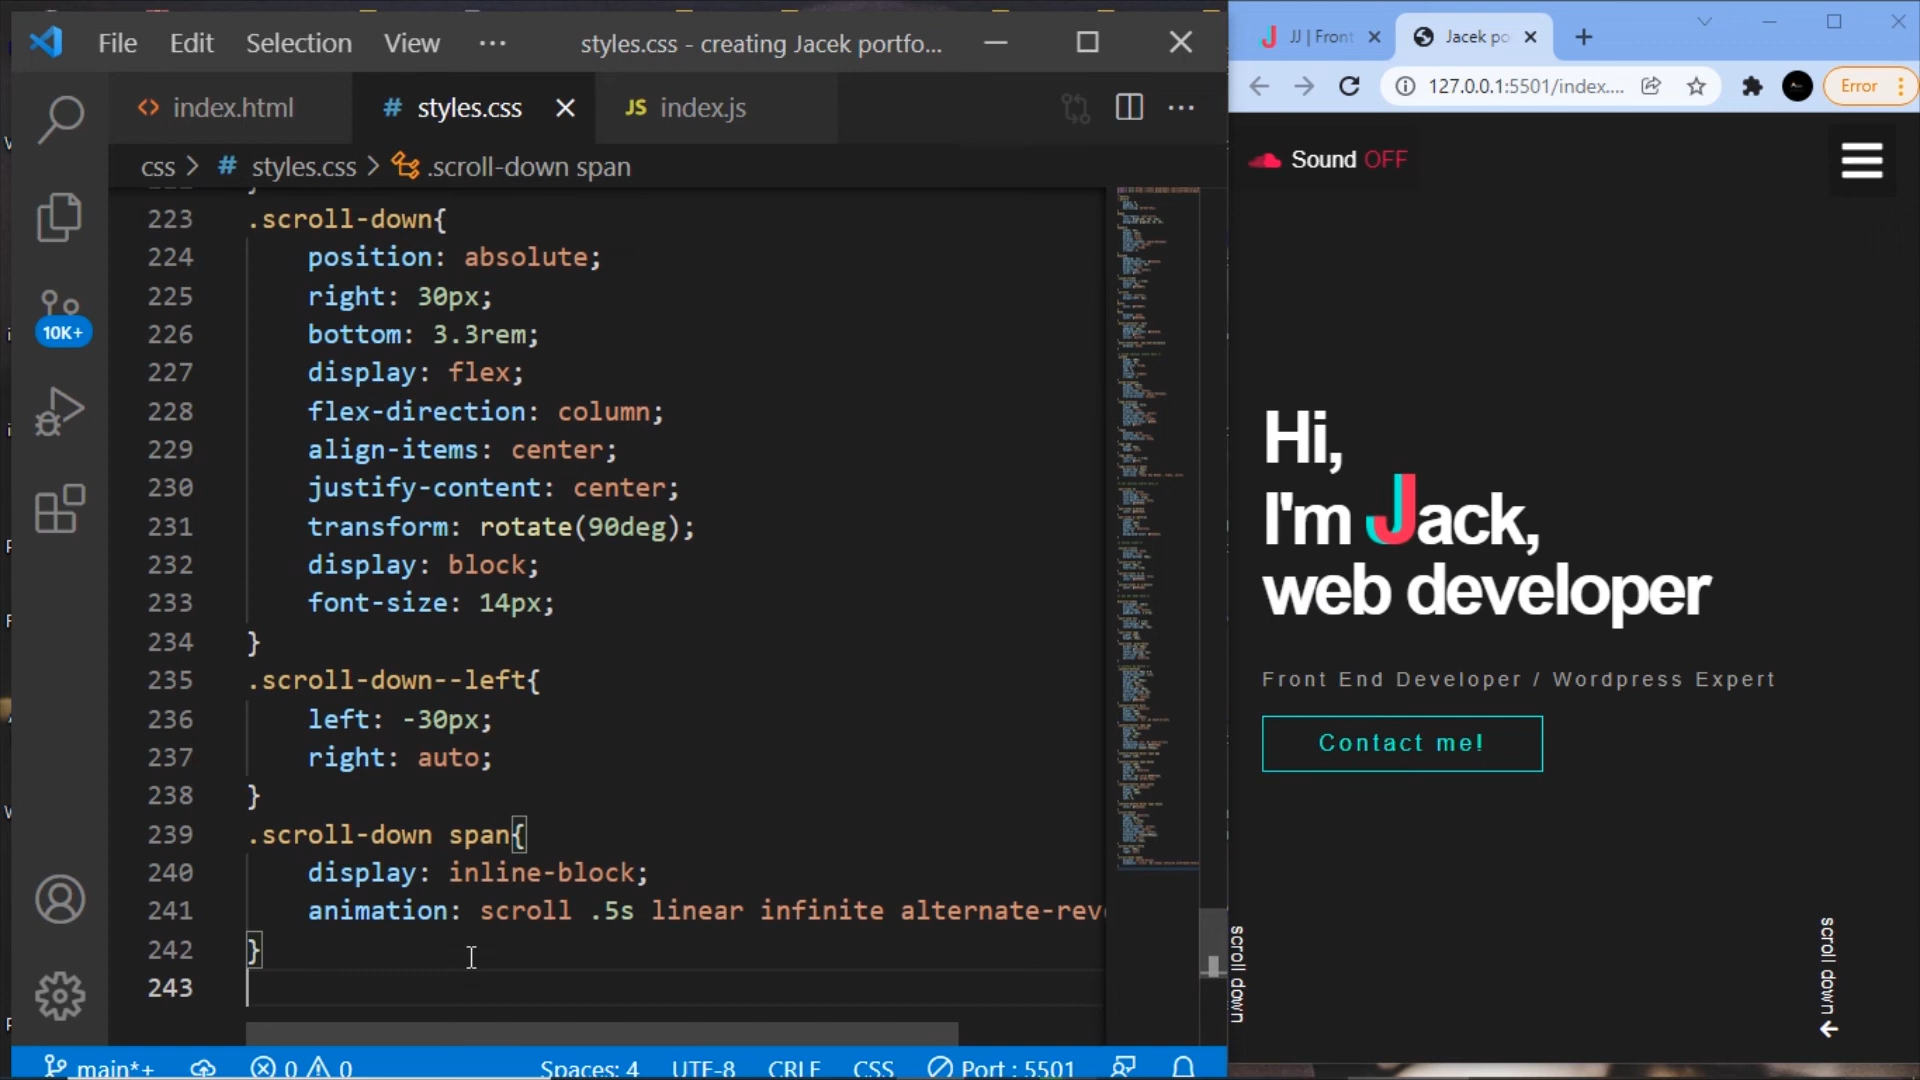 File Edit Selection View ··· styles.css - creating Jacek portfo...
index.html # styles.css JS index.js
css > # styles.css > .scroll-down span
223 .scroll-down{
224 position: absolute;
225 right: 30px;
226 bottom: 3.3rem;
227 display: flex;
228 flex-direction: column;
229 align-items: center;
230 justify-content: center;
231 transform: rotate(90deg);
232 display: block;
233 font-size: 14px;
234 }
235 .scroll-down--left{
236 left: -30px;
237 right: auto;
238 }
239 .scroll-down span{
240 display: inline-block;
241 animation: scroll .5s linear infinite alternate-rev
242 }
243
10K+
main*+ 0 0 Spaces: 4 UTF-8 CRLF CSS Port : 5501
JJ | Front Jacek po
127.0.0.1:5501/index.... Error
Sound OFF
Hi,
I'm Jack,
web developer
Front End Developer / Wordpress Expert
Contact me!
scroll down
scroll down